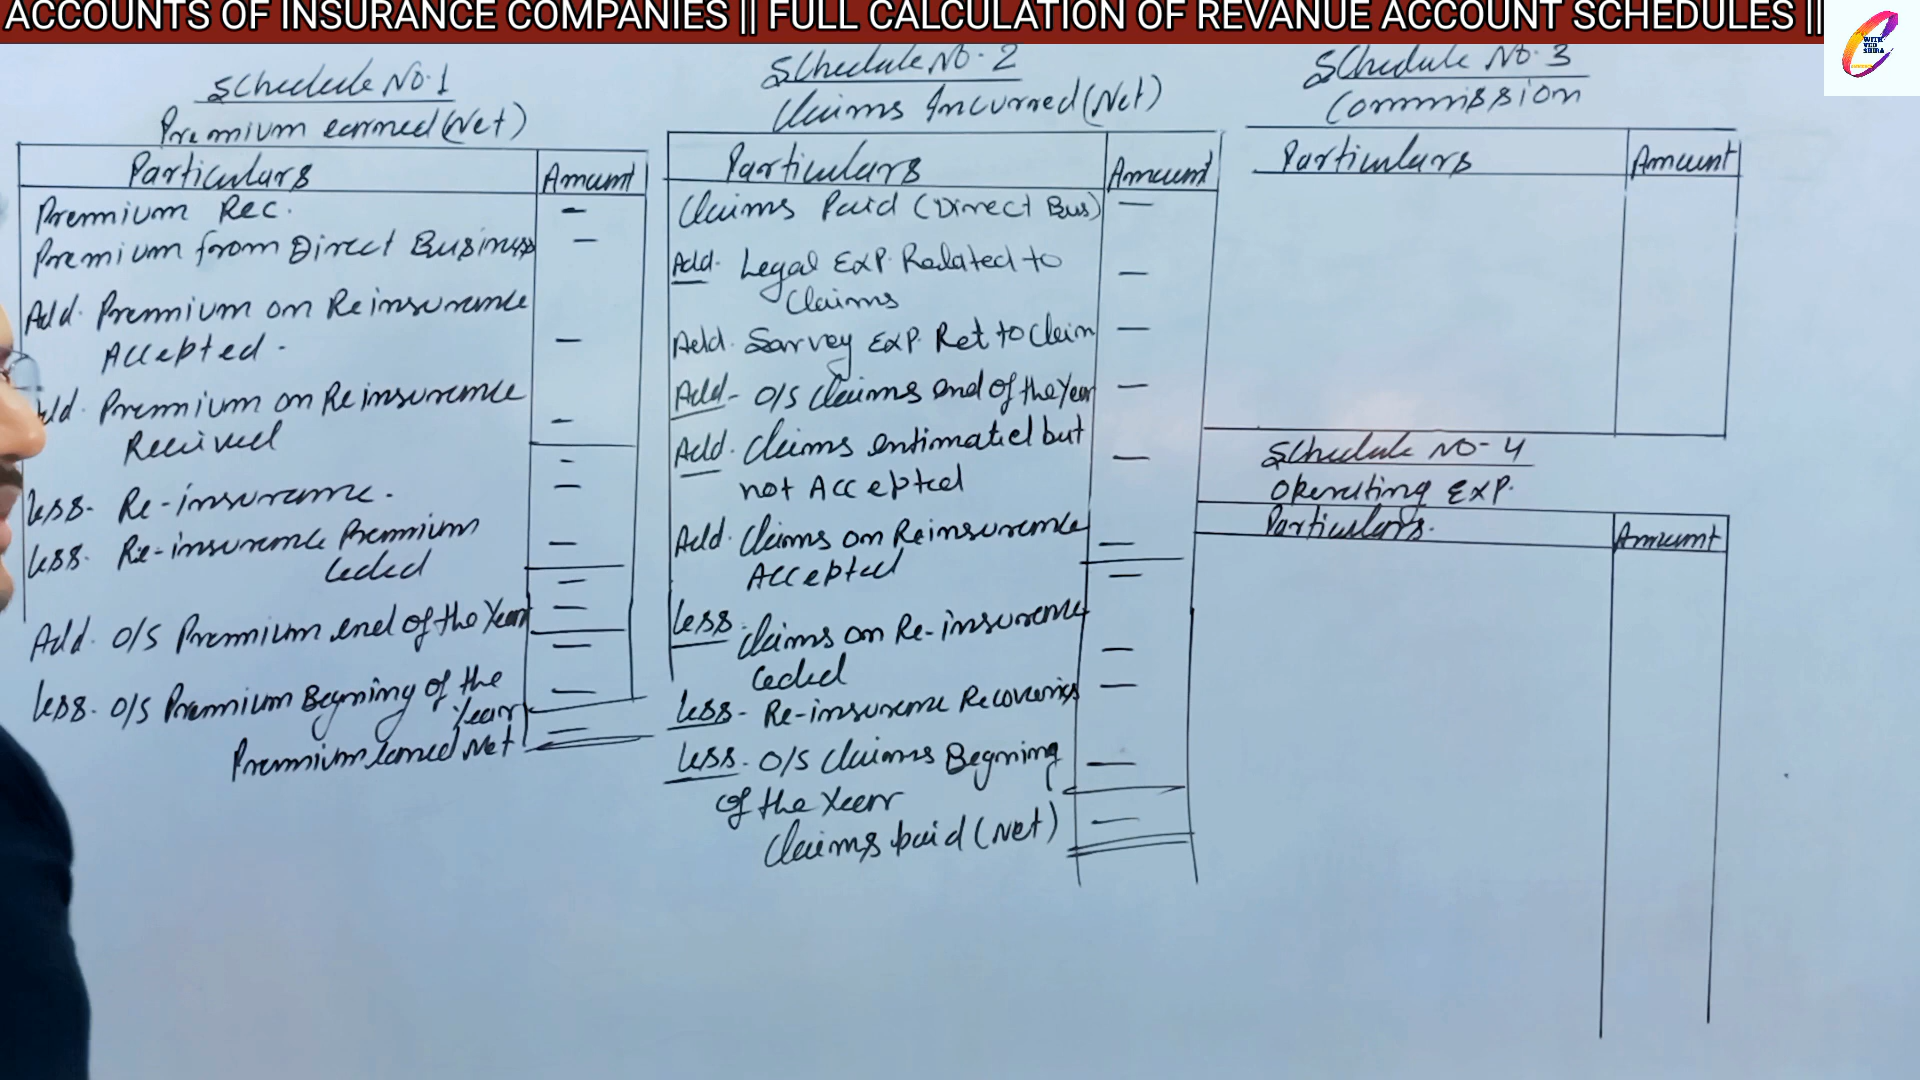 ACCOUNTS OF INSURANCE COMPANIES || FULL CALCULATION OF REVANUE ACCOUNT SCHEDULES ||
Schedule No. 1
Premium earned (Net)
Particulars Amount
Premium Rec.
Premium from Direct Business
Add. Premium on Reinsurance
Accepted.
Add. Premium on Reinsurance
Received
Less. Re-insurance.
Less. Re-insurance Premium
Ceded
Add. O/S Premium end of the Year
Less. O/S Premium Begning of the
Year
Premium earned Net
Schedule No. 2
Claims Incurred (Net)
Particulars Amount
Claims Paid (Direct Bus)
Add. Legal Exp. Related to
Claims
Add. Sarvey Exp. Ret to Claim
Add- O/S Claims end of the Year
Add. Claims entimated but
not Accepted
Add. Claims on Reinsurance
Accepted
Less. Claims on Re-insurance
Ceded
Less- Re-insurance Recoveries
Less. O/S Claims Begning
of the Year
Claims paid (Net)
Schedule No. 3
Commission
Particulars Amount
Schedule No-4
Operating Exp.
Particulars. Amount